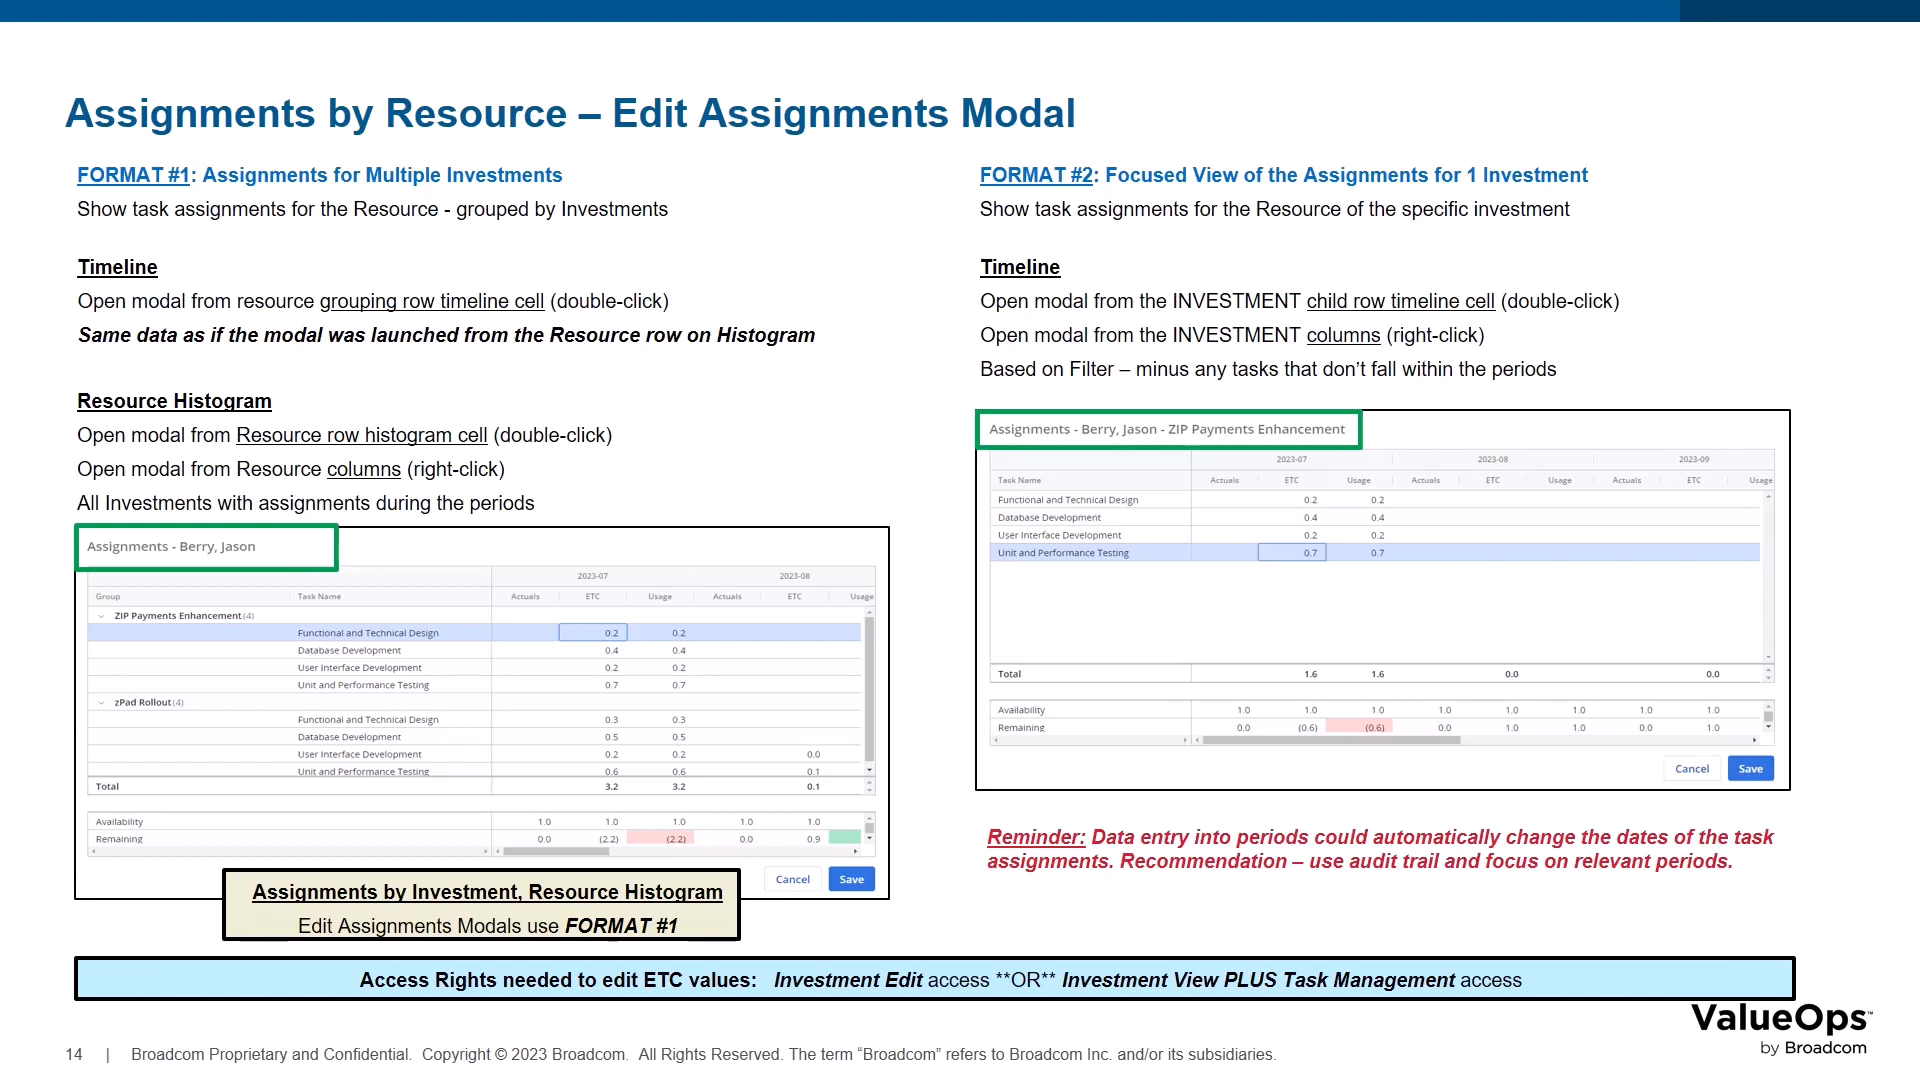 Assignments by Resource – Edit Assignments Modal
FORMAT #1: Assignments for Multiple Investments
Show task assignments for the Resource - grouped by Investments
Timeline
Open modal from resource grouping row timeline cell (double-click)
Same data as if the modal was launched from the Resource row on Histogram
Resource Histogram
Open modal from Resource row histogram cell (double-click)
Open modal from Resource columns (right-click)
All Investments with assignments during the periods
Assignments - Berry, Jason
2023-07 2023-08
Group Task Name Actuals ETC Usage Actuals ETC Usage
ZIP Payments Enhancement (4)
Functional and Technical Design 0.2 0.2
Database Development 0.4 0.4
User Interface Development 0.2 0.2
Unit and Performance Testing 0.7 0.7
zPad Rollout (4)
Functional and Technical Design 0.3 0.3
Database Development 0.5 0.5
User Interface Development 0.2 0.2 0.0
Unit and Performance Testing 0.6 0.6 0.1
Total 3.2 3.2 0.1
Availability 1.0 1.0 1.0 1.0 1.0
Remaining 0.0 (2.2) (2.2) 0.0 0.9
Cancel Save
Assignments by Investment, Resource Histogram
Edit Assignments Modals use FORMAT #1
FORMAT #2: Focused View of the Assignments for 1 Investment
Show task assignments for the Resource of the specific investment
Timeline
Open modal from the INVESTMENT child row timeline cell (double-click)
Open modal from the INVESTMENT columns (right-click)
Based on Filter – minus any tasks that don’t fall within the periods
Assignments - Berry, Jason - ZIP Payments Enhancement
2023-07 2023-08 2023-09
Task Name Actuals ETC Usage Actuals ETC Usage Actuals ETC Usage
Functional and Technical Design 0.2 0.2
Database Development 0.4 0.4
User Interface Development 0.2 0.2
Unit and Performance Testing 0.7 0.7
Total 1.6 1.6 0.0 0.0
Availability 1.0 1.0 1.0 1.0 1.0 1.0 1.0 1.0
Remaining 0.0 (0.6) (0.6) 0.0 1.0 1.0 0.0 1.0
Cancel Save
Reminder: Data entry into periods could automatically change the dates of the task
assignments. Recommendation – use audit trail and focus on relevant periods.
Access Rights needed to edit ETC values: Investment Edit access **OR** Investment View PLUS Task Management access
ValueOps™
by Broadcom
14 | Broadcom Proprietary and Confidential. Copyright © 2023 Broadcom. All Rights Reserved. The term “Broadcom” refers to Broadcom Inc. and/or its subsidiaries.